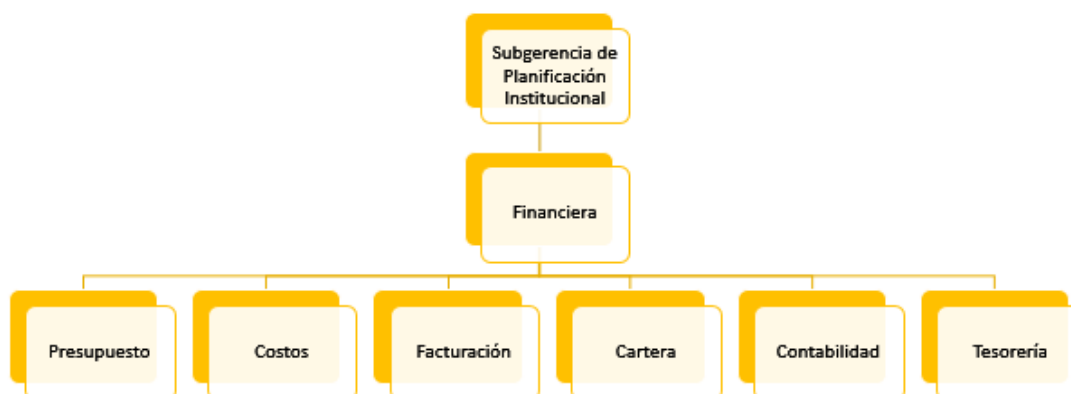 Subgerencia de
Planificación
Institucional
Financiera
Presupuesto
Costos
Facturación
Cartera
Contabilidad
Tesorería